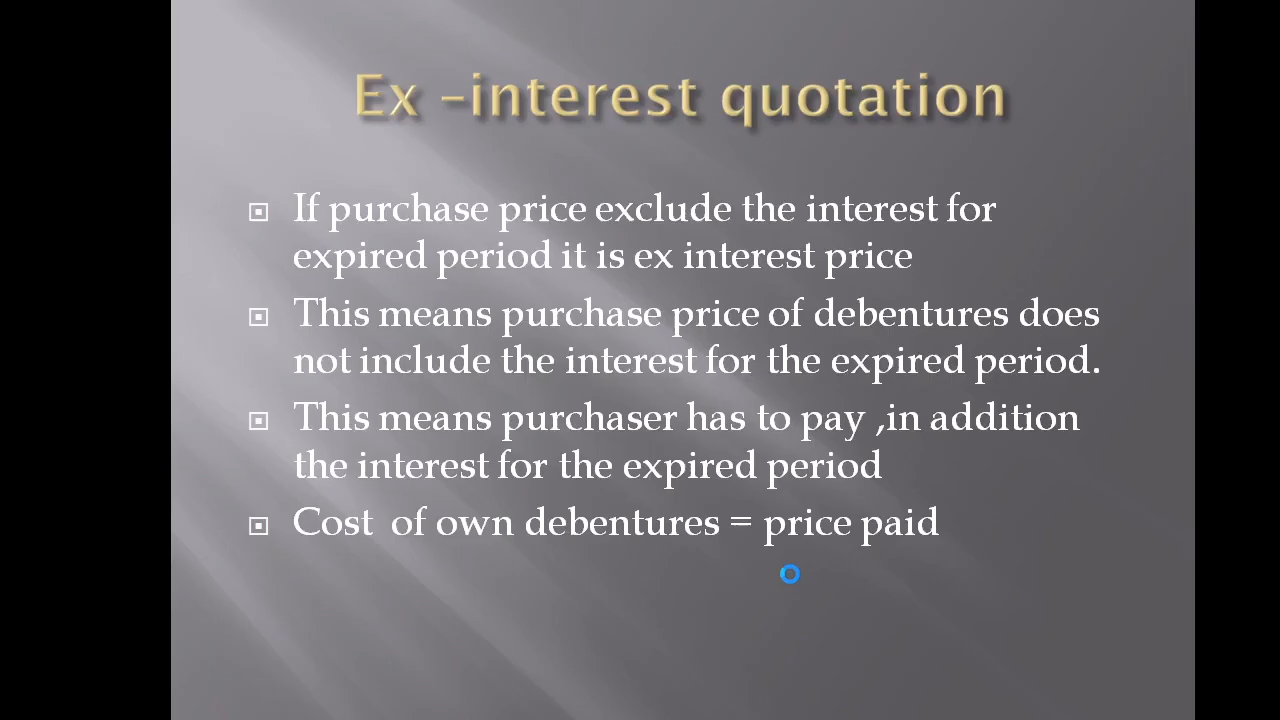 Ex –interest quotation
If purchase price exclude the interest for
expired period it is ex interest price
This means purchase price of debentures does
not include the interest for the expired period.
This means purchaser has to pay ,in addition
the interest for the expired period
Cost of own debentures = price paid